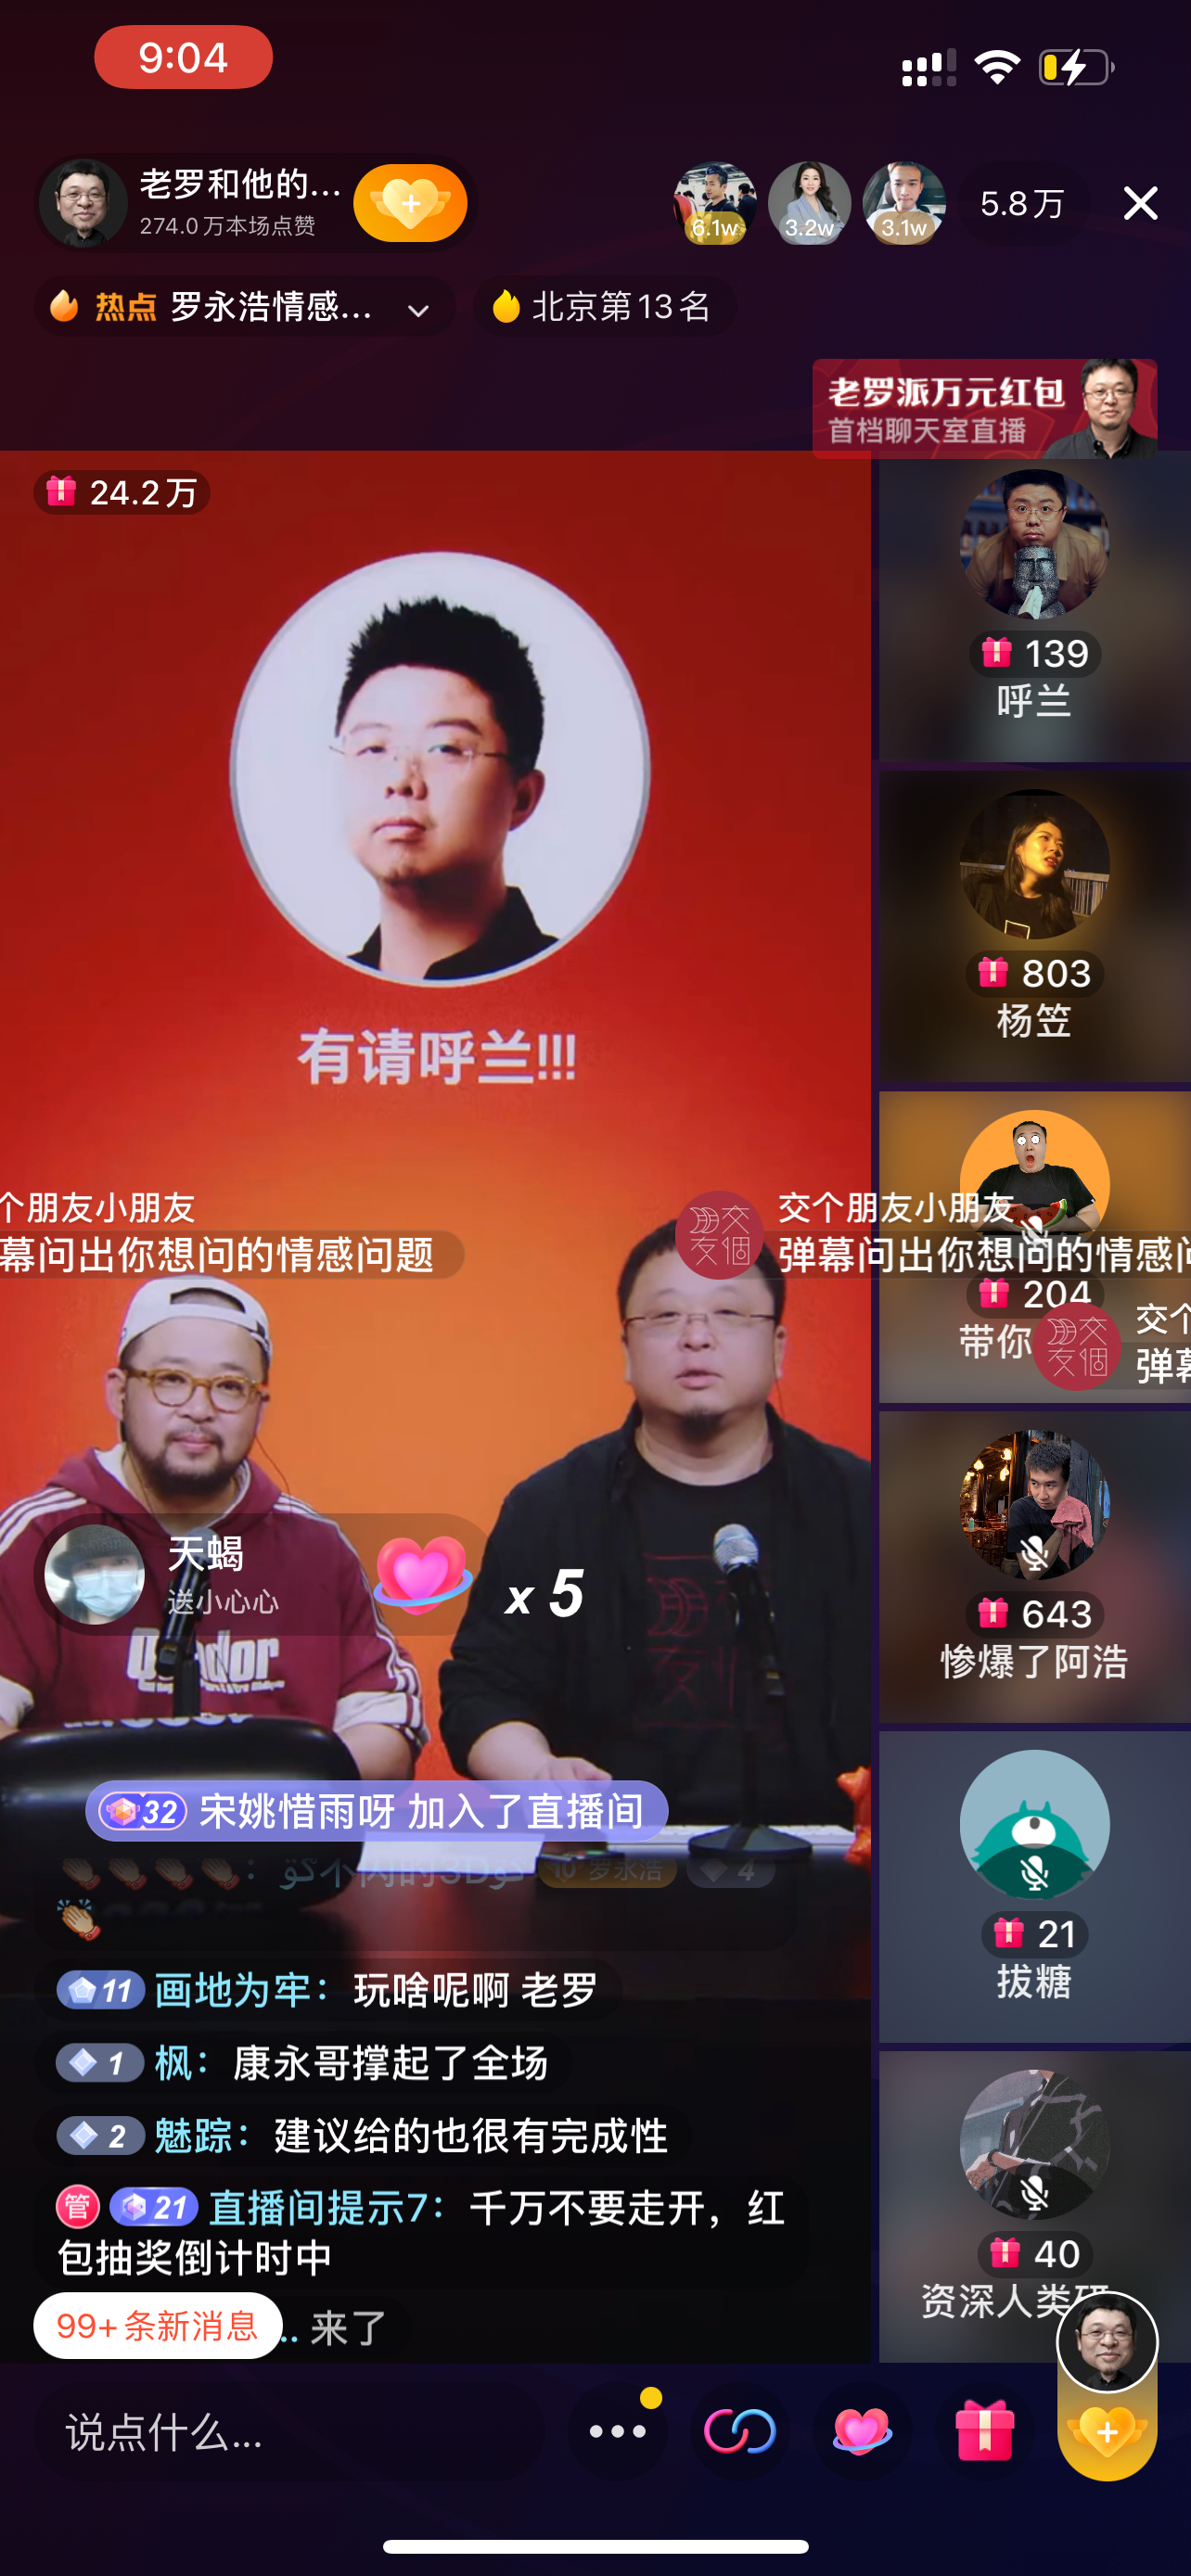 9:04
老罗和他的...
274.0万本场点赞
6.1w
3.2w
3.1w
5.8万
热点 罗永浩情感...
北京第13名
老罗派万元红包
首档聊天室直播
24.2万
139
呼兰
有请呼兰!!!
803
杨笠
个朋友小朋友
幕问出你想问的情感问题
交个朋友小朋友
弹幕问出你想问的情感问
204
带你
交个
弹幕
天蝎
送小心心
x 5
643
惨爆了阿浩
32 宋姚惜雨呀 加入了直播间
21
拔糖
11 画地为牢：玩啥呢啊 老罗
1 枫：康永哥撑起了全场
2 魅踪：建议给的也很有完成性
管 21 直播间提示7：千万不要走开，红
包抽奖倒计时中
40
资深人类
99+条新消息
.. 来了
说点什么...